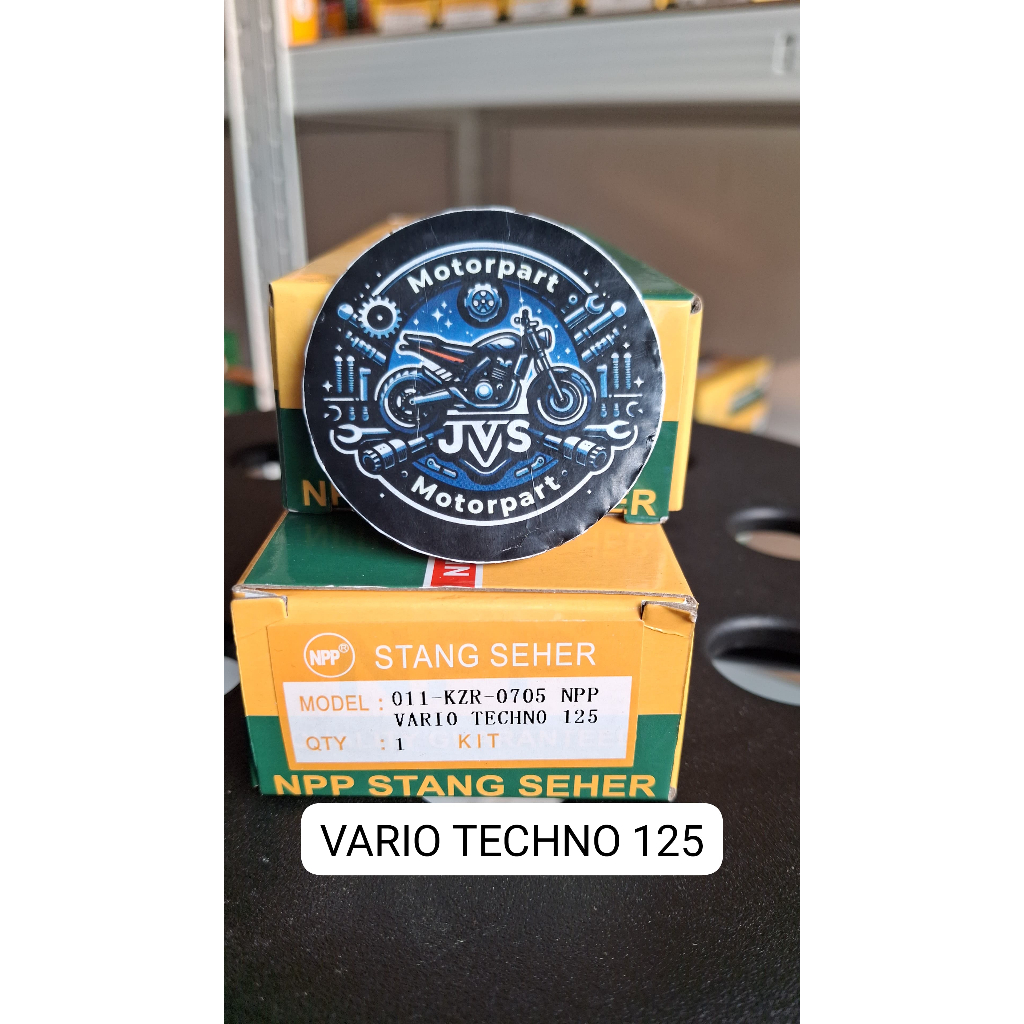 Motorpart
JVS
Motorpart
NPP® STANG SEHER
MODEL : 011-KZR-0705 NPP
VARIO TECHNO 125
QTY : 1 KIT
NPP STANG SEHER
VARIO TECHNO 125